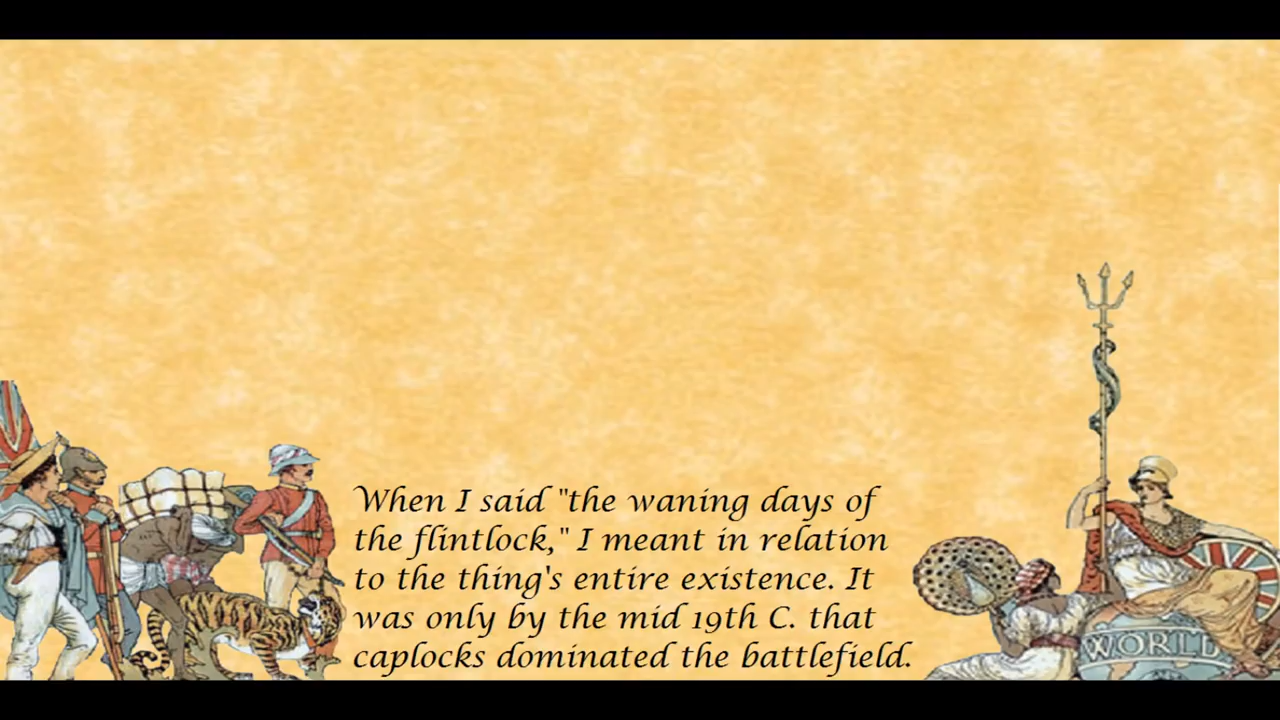 When I said "the waning days of
the flintlock," I meant in relation
to the thing's entire existence. It
was only by the mid 19th C. that
caplocks dominated the battlefield.
WORLD